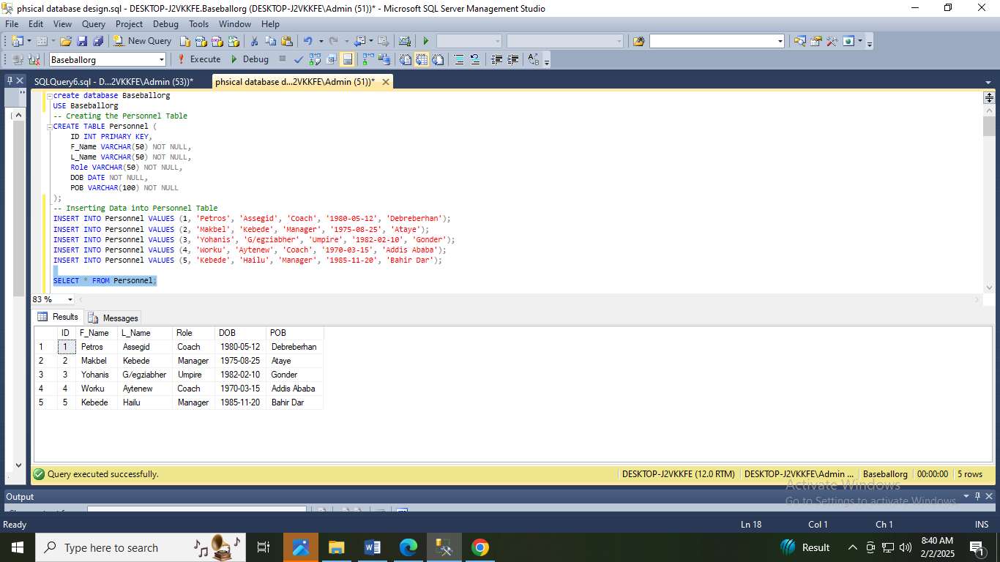 phsical database design.sql - DESKTOP-J2VKKFE.Baseballorg (DESKTOP-J2VKKFE\Admin (51))* - Microsoft SQL Server Management Studio
File Edit View Query Project Debug Tools Window Help
New Query
Baseballorg Execute Debug
SQLQuery6.sql - D...2VKKFE\Admin (53))* phsical database d...2VKKFE\Admin (51))*
create database Baseballorg
USE Baseballorg
-- Creating the Personnel Table
CREATE TABLE Personnel (
ID INT PRIMARY KEY,
F_Name VARCHAR(50) NOT NULL,
L_Name VARCHAR(50) NOT NULL,
Role VARCHAR(50) NOT NULL,
DOB DATE NOT NULL,
POB VARCHAR(100) NOT NULL
);
-- Inserting Data into Personnel Table
INSERT INTO Personnel VALUES (1, 'Petros', 'Assegid', 'Coach', '1980-05-12', 'Debreberhan');
INSERT INTO Personnel VALUES (2, 'Makbel', 'Kebede', 'Manager', '1975-08-25', 'Ataye');
INSERT INTO Personnel VALUES (3, 'Yohanis', 'G/egziabher', 'Umpire', '1982-02-10', 'Gonder');
INSERT INTO Personnel VALUES (4, 'Worku', 'Aytenew', 'Coach', '1970-03-15', 'Addis Ababa');
INSERT INTO Personnel VALUES (5, 'Kebede', 'Hailu', 'Manager', '1985-11-20', 'Bahir Dar');
SELECT * FROM Personnel;
83 %
Results Messages
ID F_Name L_Name Role DOB POB
1 1 Petros Assegid Coach 1980-05-12 Debreberhan
2 2 Makbel Kebede Manager 1975-08-25 Ataye
3 3 Yohanis G/egziabher Umpire 1982-02-10 Gonder
4 4 Worku Aytenew Coach 1970-03-15 Addis Ababa
5 5 Kebede Hailu Manager 1985-11-20 Bahir Dar
Query executed successfully. DESKTOP-J2VKKFE (12.0 RTM) DESKTOP-J2VKKFE\Admin ... Baseballorg 00:00:00 5 rows
Activate Windows
Go to Settings to activate Windows.
Output
Ready Ln 18 Col 1 Ch 1 INS
Type here to search Result 8:40 AM
2/2/2025 1